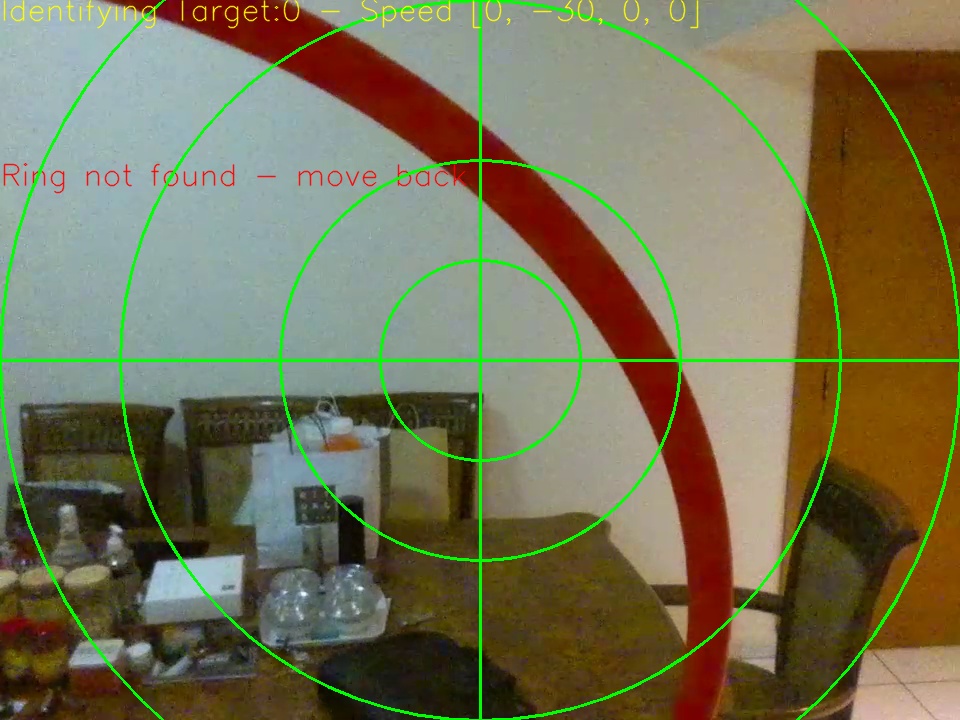 Identifying Target:0 - Speed [0, -30, 0, 0]
Ring not found - move back